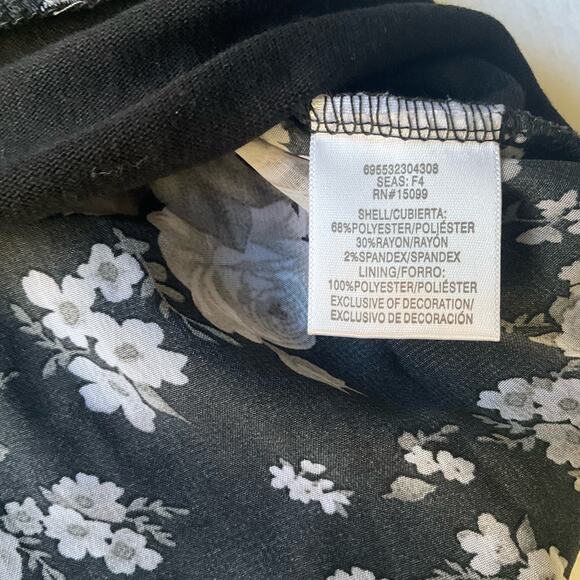 695532304308
SEAS: F4
RN#15099
SHELL/CUBIERTA:
68%POLYESTER/POLIÉSTER
30%RAYON/RAYÓN
2%SPANDEX/SPANDEX
LINING/FORRO:
100%POLYESTER/POLIÉSTER
EXCLUSIVE OF DECORATION/
EXCLUSIVO DE DECORACIÓN